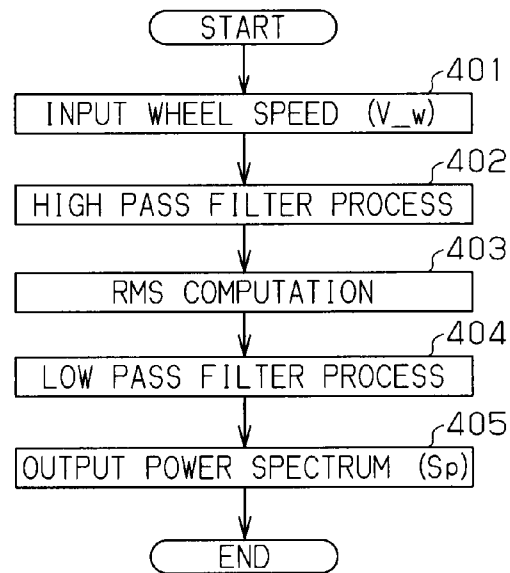 START
401
INPUT WHEEL SPEED (V_w)
402
HIGH PASS FILTER PROCESS
403
RMS COMPUTATION
404
LOW PASS FILTER PROCESS
405
OUTPUT POWER SPECTRUM (Sp)
END